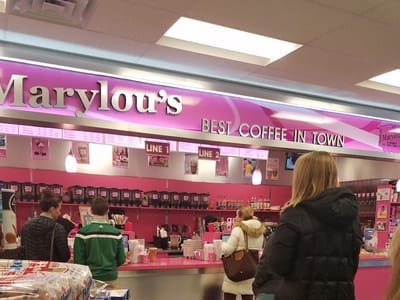 Marylou's
BEST COFFEE IN TOWN
LINE 1
LINE 2